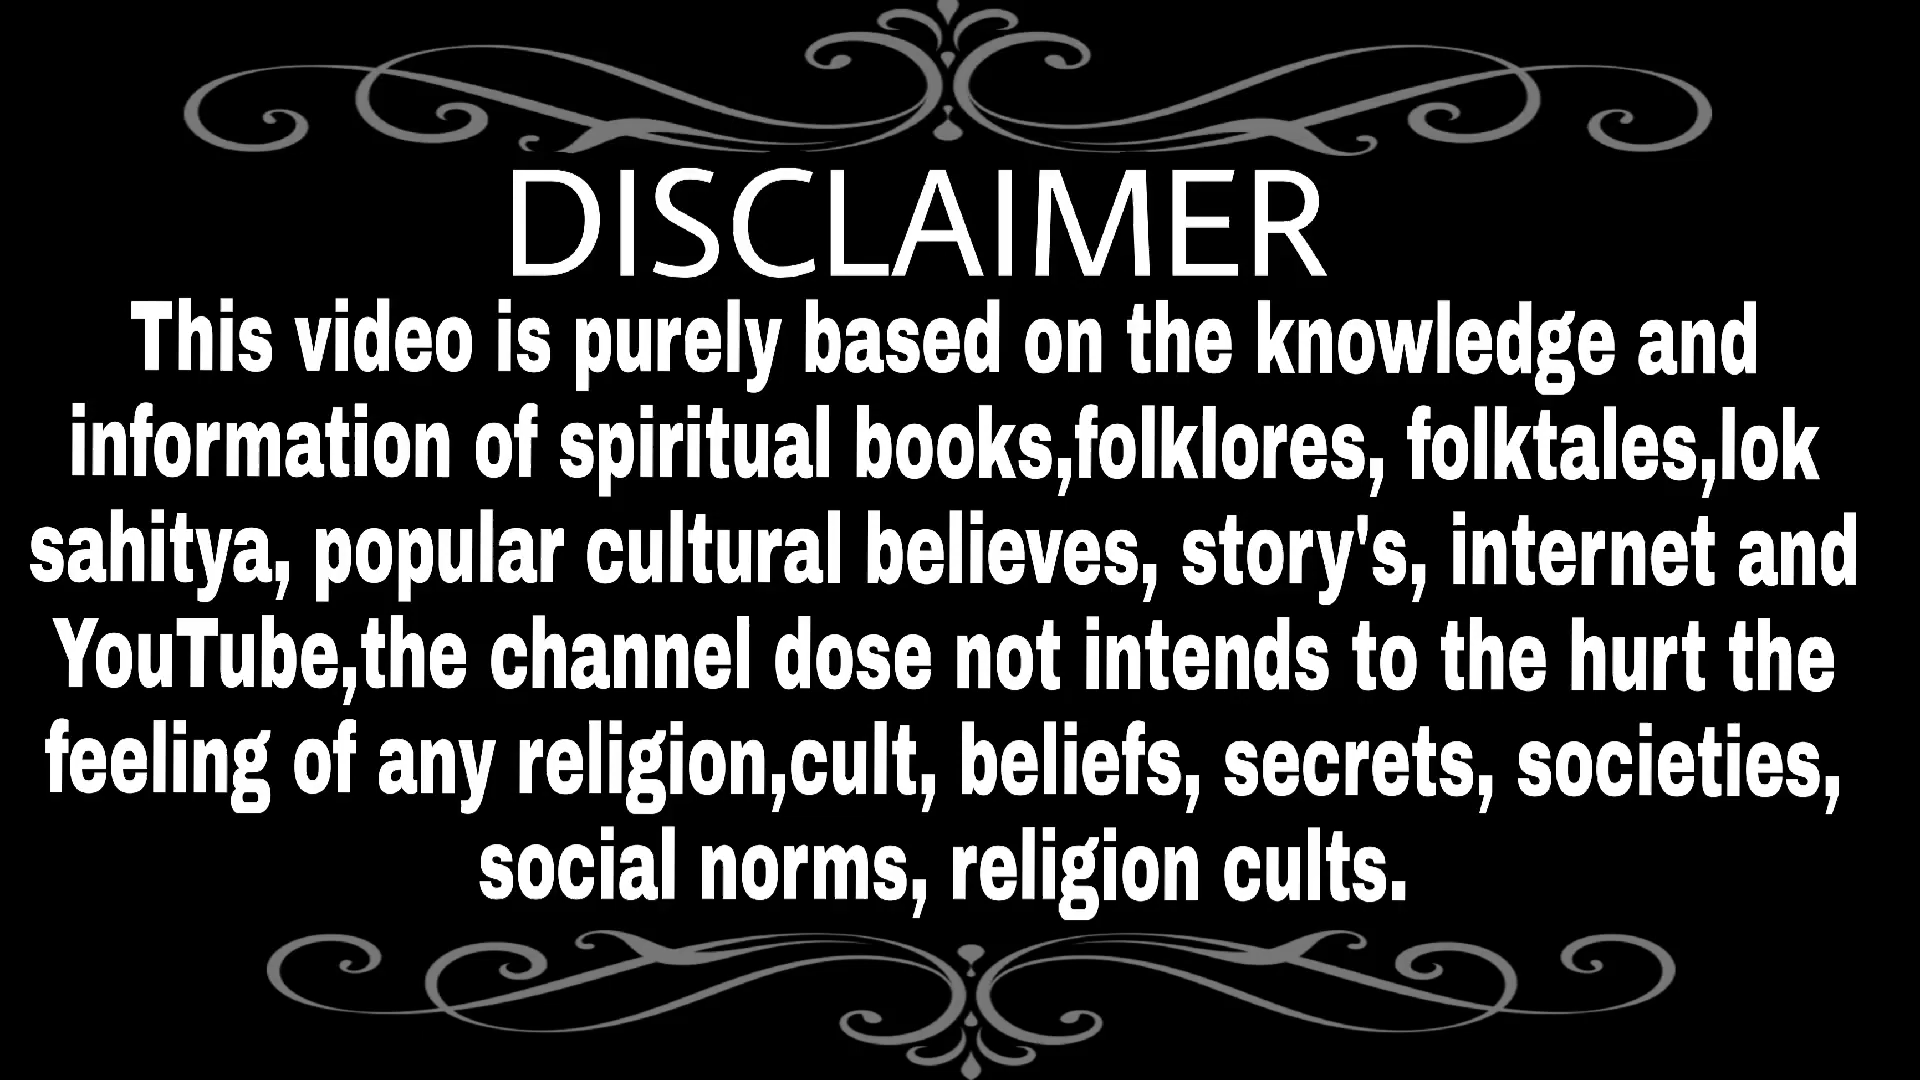 DISCLAIMER
This video is purely based on the knowledge and
information of spiritual books,folklores, folktales,lok
sahitya, popular cultural believes, story's, internet and
YouTube,the channel dose not intends to the hurt the
feeling of any religion,cult, beliefs, secrets, societies,
social norms, religion cults.